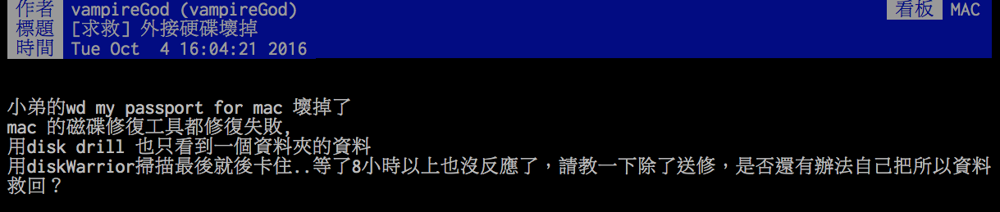 作者 vampireGod (vampireGod) 看板 MAC
標題 [求救] 外接硬碟壞掉
時間 Tue Oct  4 16:04:21 2016
小弟的wd my passport for mac 壞掉了
mac 的磁碟修復工具都修復失敗,
用disk drill 也只看到一個資料夾的資料
用diskWarrior掃描最後就後卡住..等了8小時以上也沒反應了，請教一下除了送修，是否還有辦法自己把所以資料
救回？